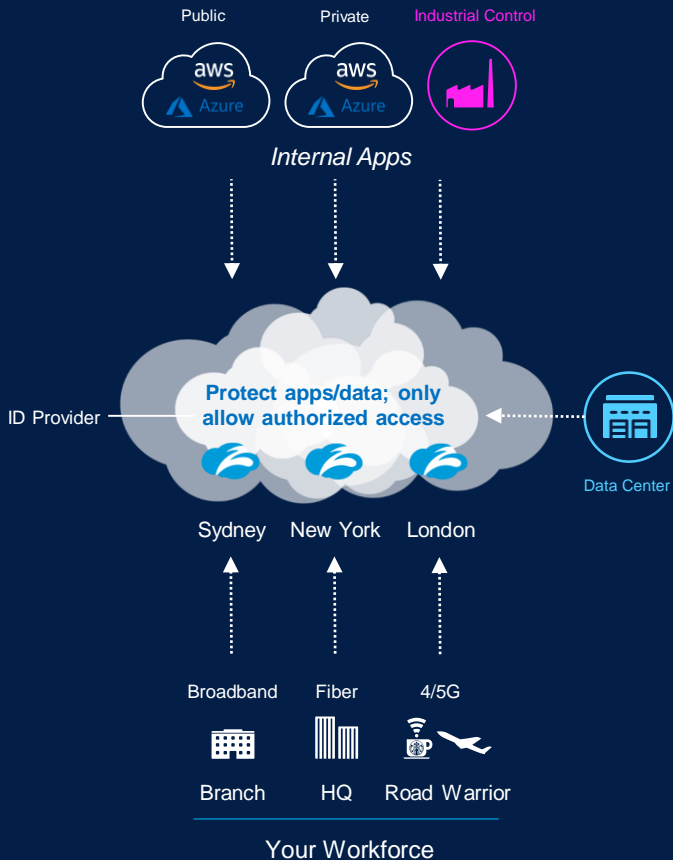 Public
Private
Industrial Control
aws
Azure
aws
Azure
Internal Apps
Protect apps/data; only
allow authorized access
ID Provider
Data Center
Sydney
New York
London
Broadband
Fiber
4/5G
Branch
HQ
Road Warrior
Your Workforce